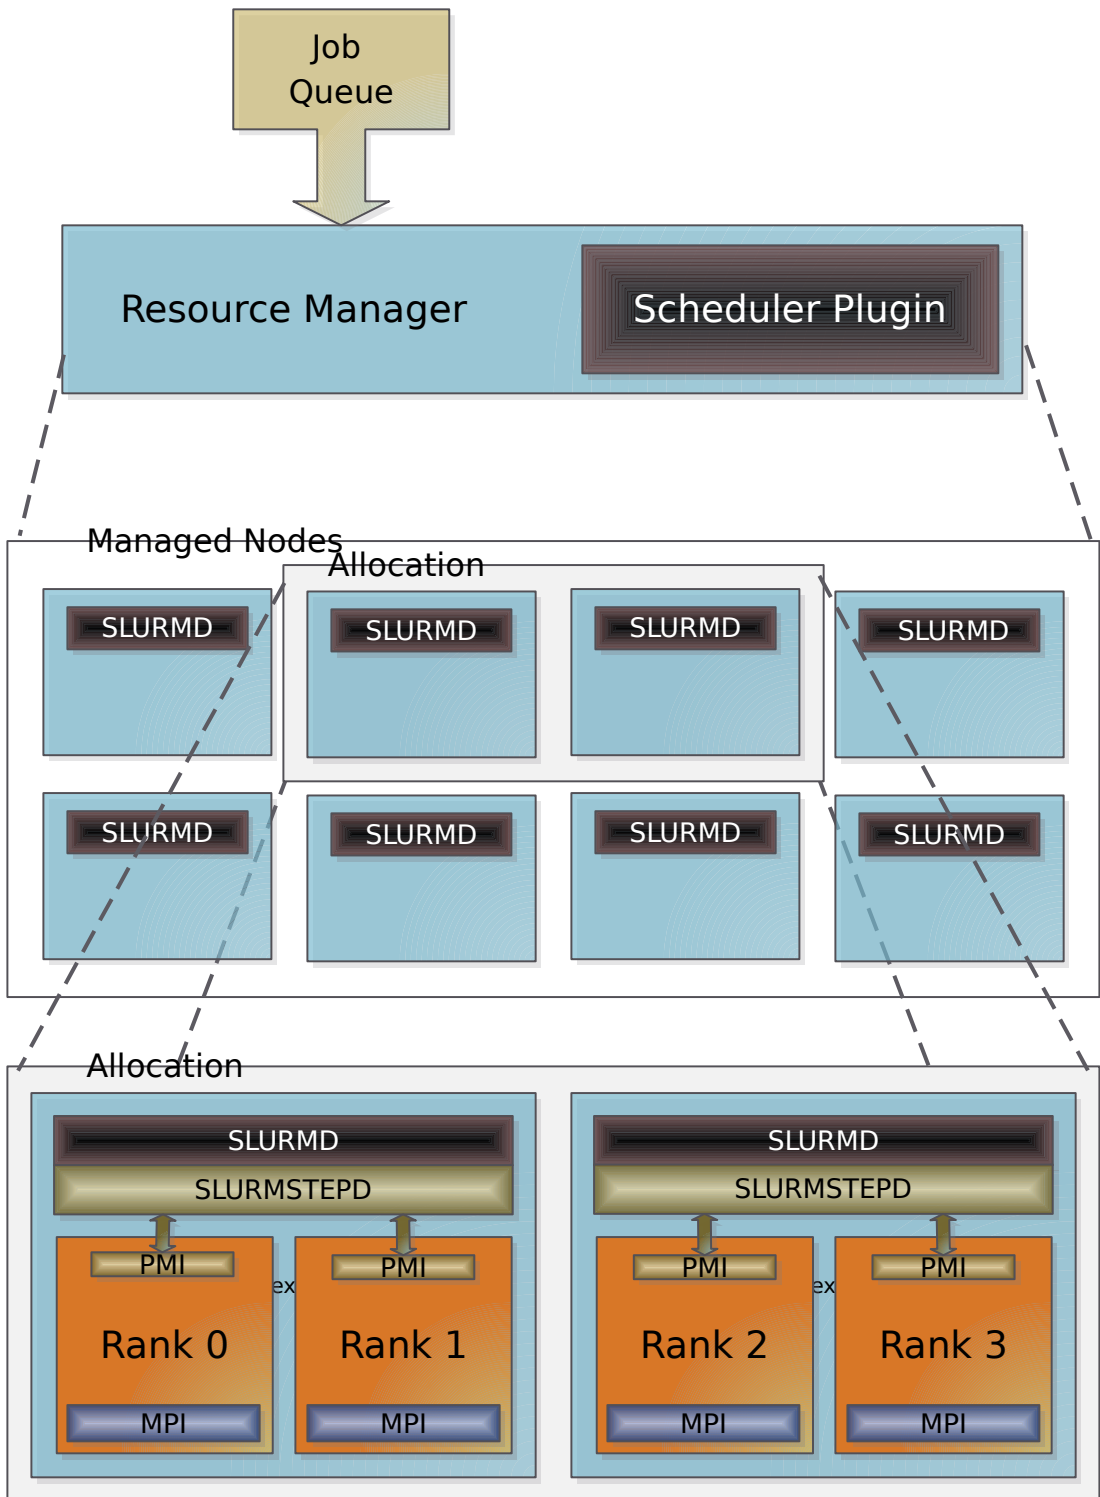 Job
Queue
Resource Manager
Scheduler Plugin
Managed Nodes
Allocation
SLURMD
SLURMD
SLURMD
SLURMD
SLURMD
SLURMD
SLURMD
SLURMD
Allocation
SLURMD
SLURMD
SLURMSTEPD
SLURMSTEPD
PMI
PMI
PMI
PMI
ex
ex
Rank 0
Rank 1
Rank 2
Rank 3
MPI
MPI
MPI
MPI